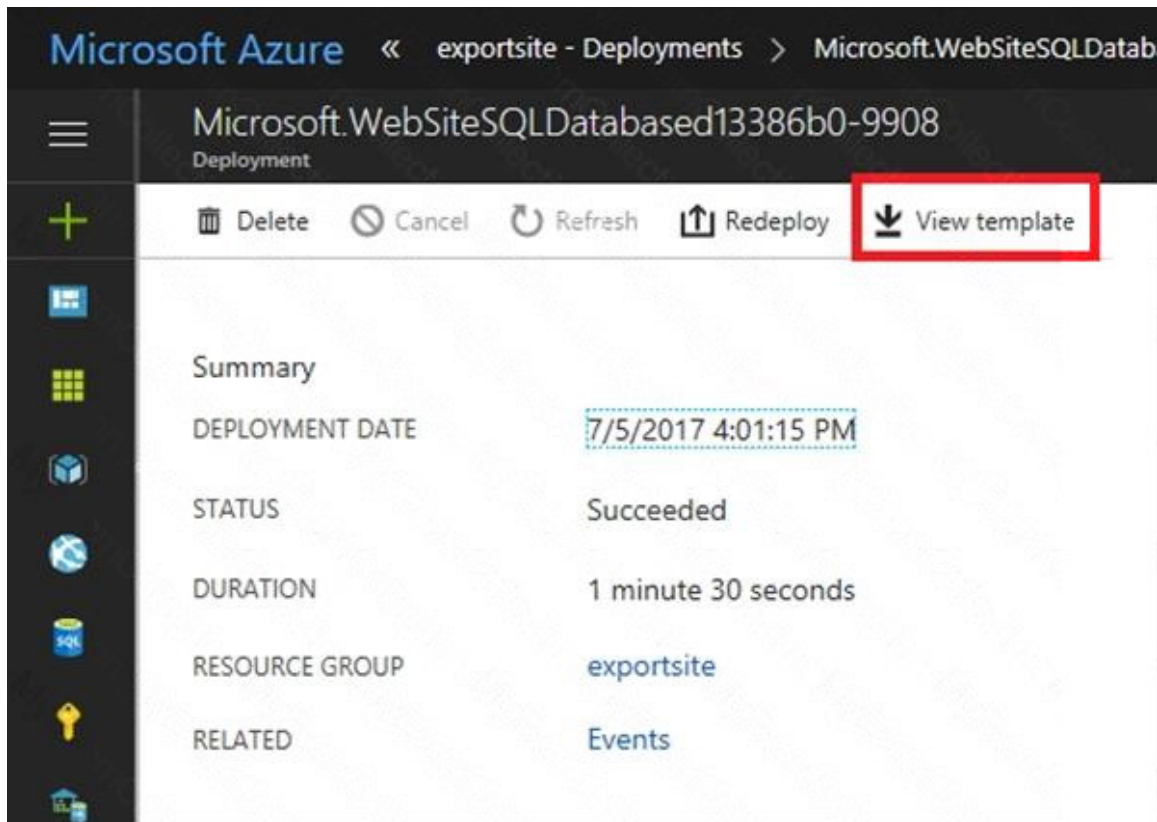 Microsoft Azure « exportsite - Deployments > Microsoft.WebSiteSQLDatab
Microsoft.WebSiteSQLDatabased13386b0-9908
Deployment
Delete Cancel Refresh Redeploy View template
Summary
DEPLOYMENT DATE 7/5/2017 4:01:15 PM
STATUS Succeeded
DURATION 1 minute 30 seconds
RESOURCE GROUP exportsite
RELATED Events
SQL